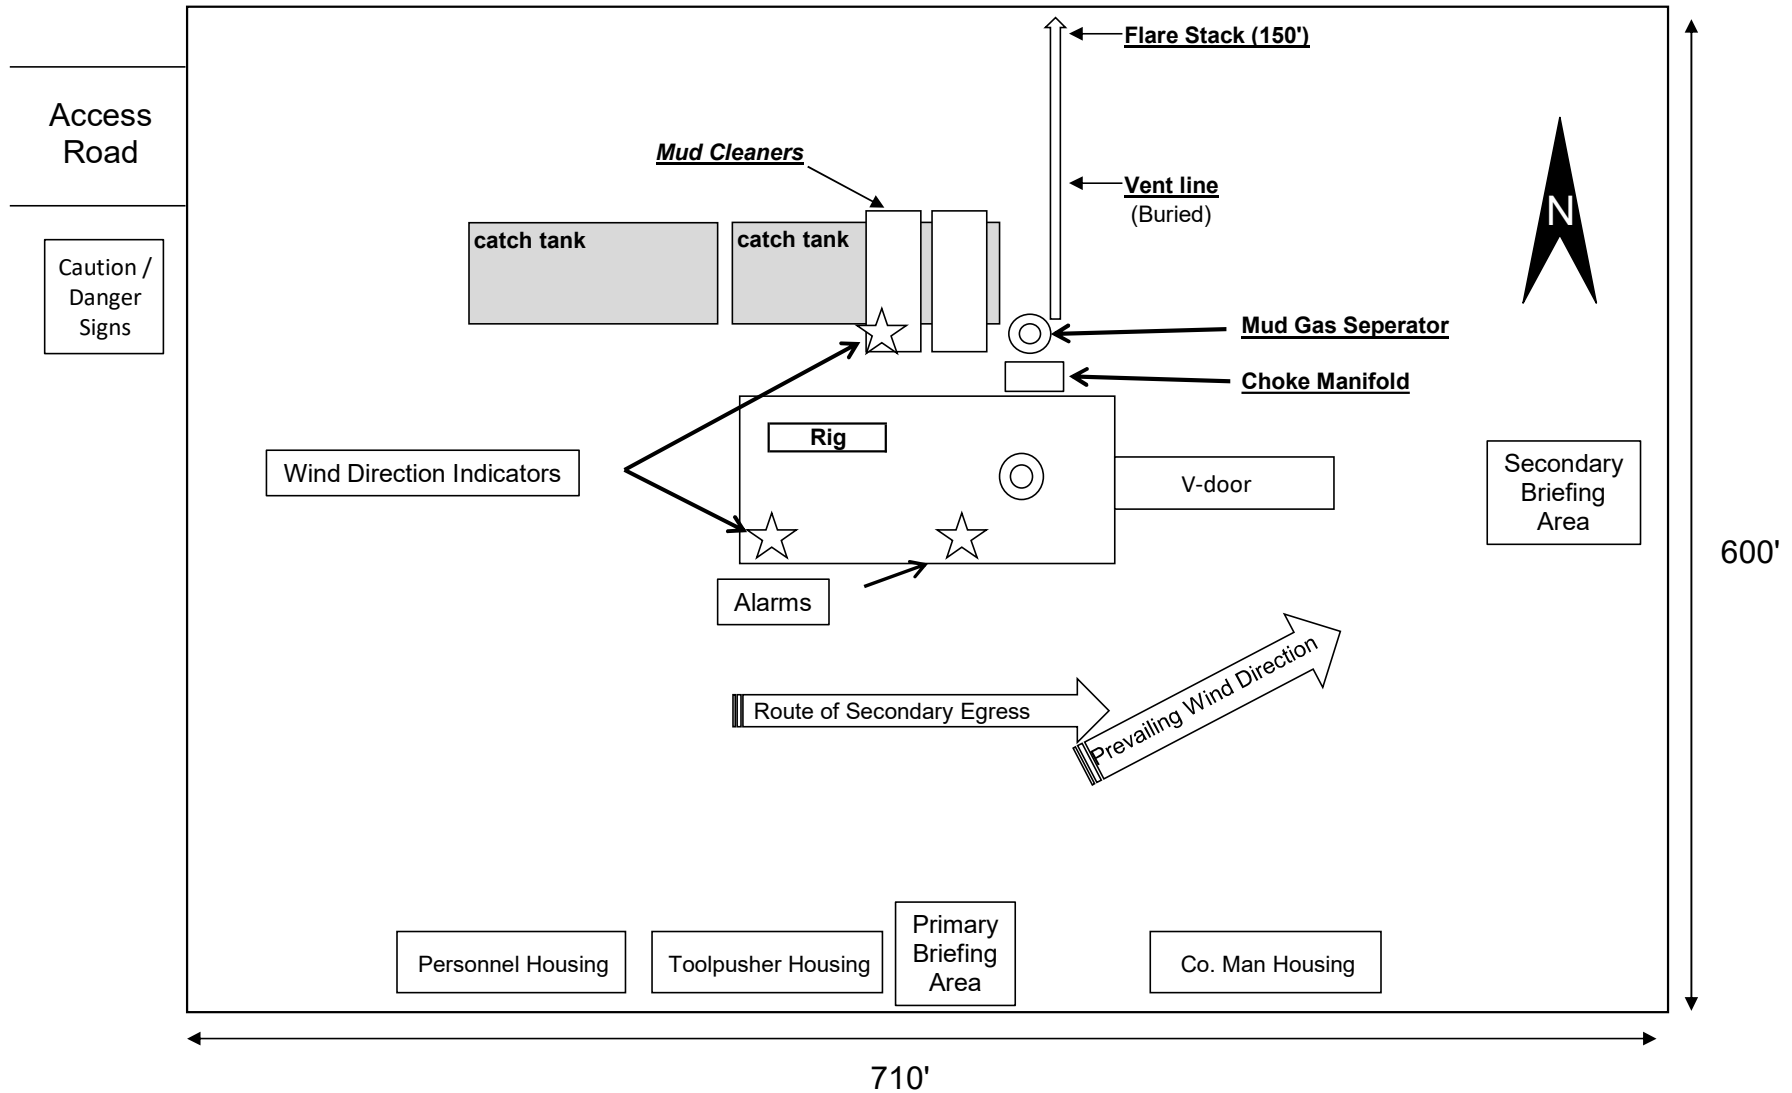 Flare Stack (150')
Access
Road
Mud Cleaners
Vent line
(Buried)
N
catch tank
catch tank
Caution /
Danger
Signs
Mud Gas Seperator
Choke Manifold
Rig
Wind Direction Indicators
V-door
Secondary
Briefing
Area
600'
Alarms
Route of Secondary Egress
Prevailing Wind Direction
Personnel Housing
Toolpusher Housing
Primary
Briefing
Area
Co. Man Housing
710'